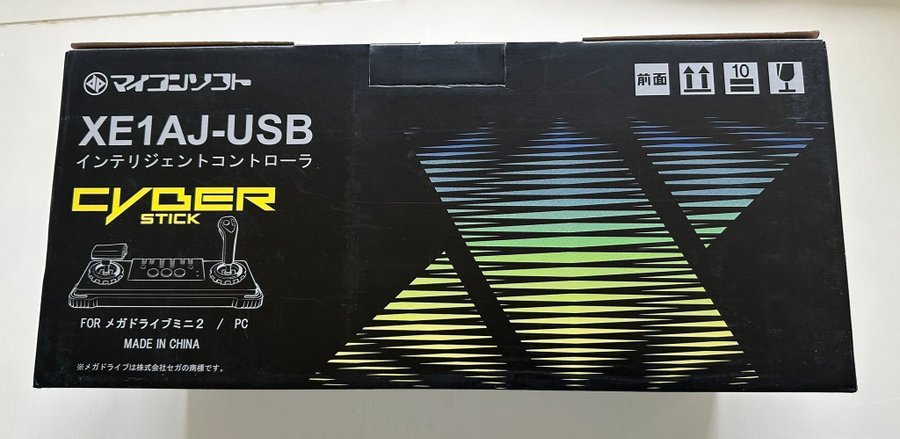 マイコンソフト
XE1AJ-USB
インテリジェントコントローラ
CYBER
STICK
FOR メガドライブミニ2 / PC
MADE IN CHINA
※メガドライブは株式会社セガの商標です。
前面
10